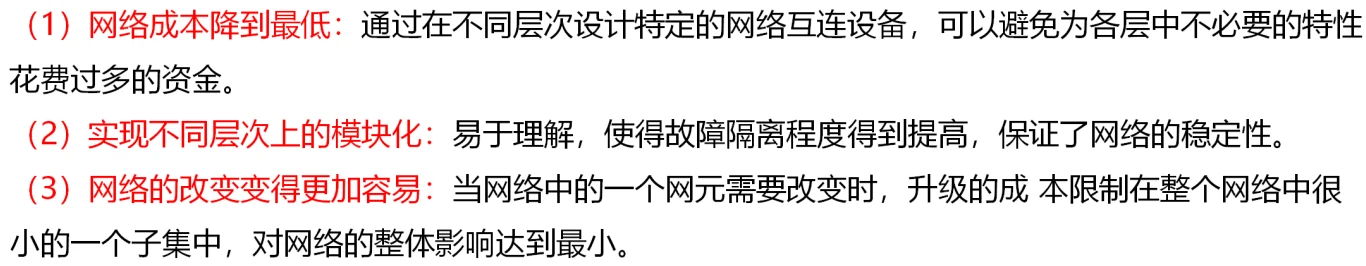 （1）网络成本降到最低：通过在不同层次设计特定的网络互连设备，可以避免为各层中不必要的特性
花费过多的资金。
（2）实现不同层次上的模块化：易于理解，使得故障隔离程度得到提高，保证了网络的稳定性。
（3）网络的改变变得更加容易：当网络中的一个网元需要改变时，升级的成 本限制在整个网络中很
小的一个子集中，对网络的整体影响达到最小。